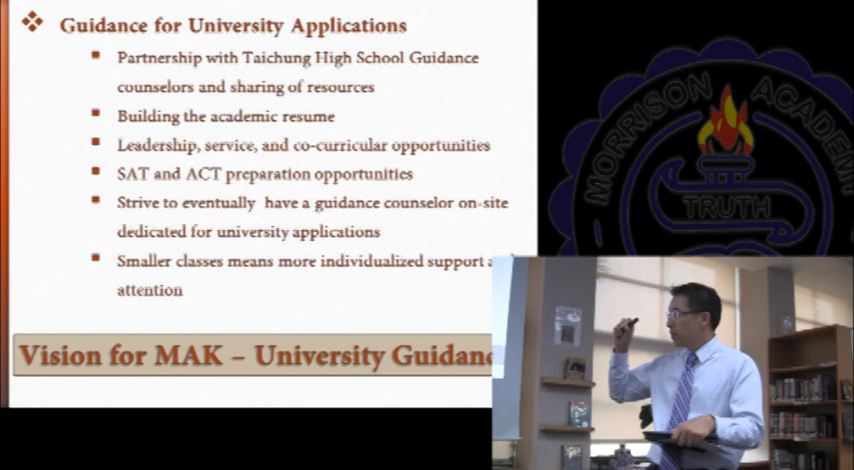 Guidance for University Applications
Partnership with Taichung High School Guidance
counselors and sharing of resources
Building the academic resume
Leadership, service, and co-curricular opportunities
SAT and ACT preparation opportunities
Strive to eventually have a guidance counselor on-site
dedicated for university applications
Smaller classes means more individualized support
attention
Vision for MAK – University
MORRISON
TRUTH